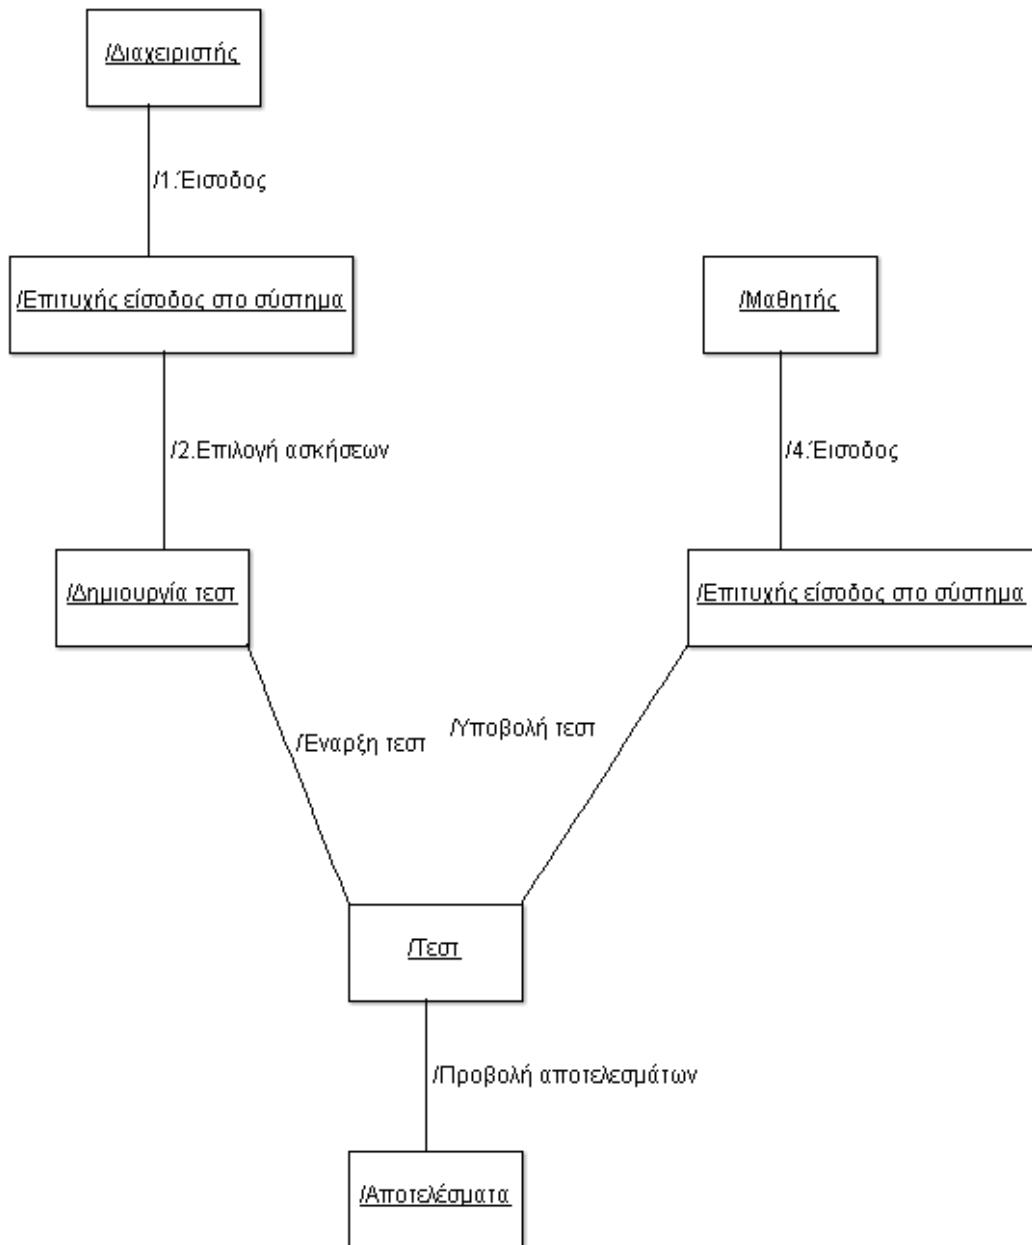 /Διαχειριστής
/1.Έισοδος
/Επιτυχής είσοδος στο σύστημα
/Μαθητής
/2.Επιλογή ασκήσεων
/4.Έισοδος
/Δημιουργία τεστ
/Επιτυχής είσοδος στο σύστημα
/Εναρξη τεστ
/Υποβολή τεστ
/Τεστ
/Προβολή αποτελεσμάτων
/Αποτελέσματα